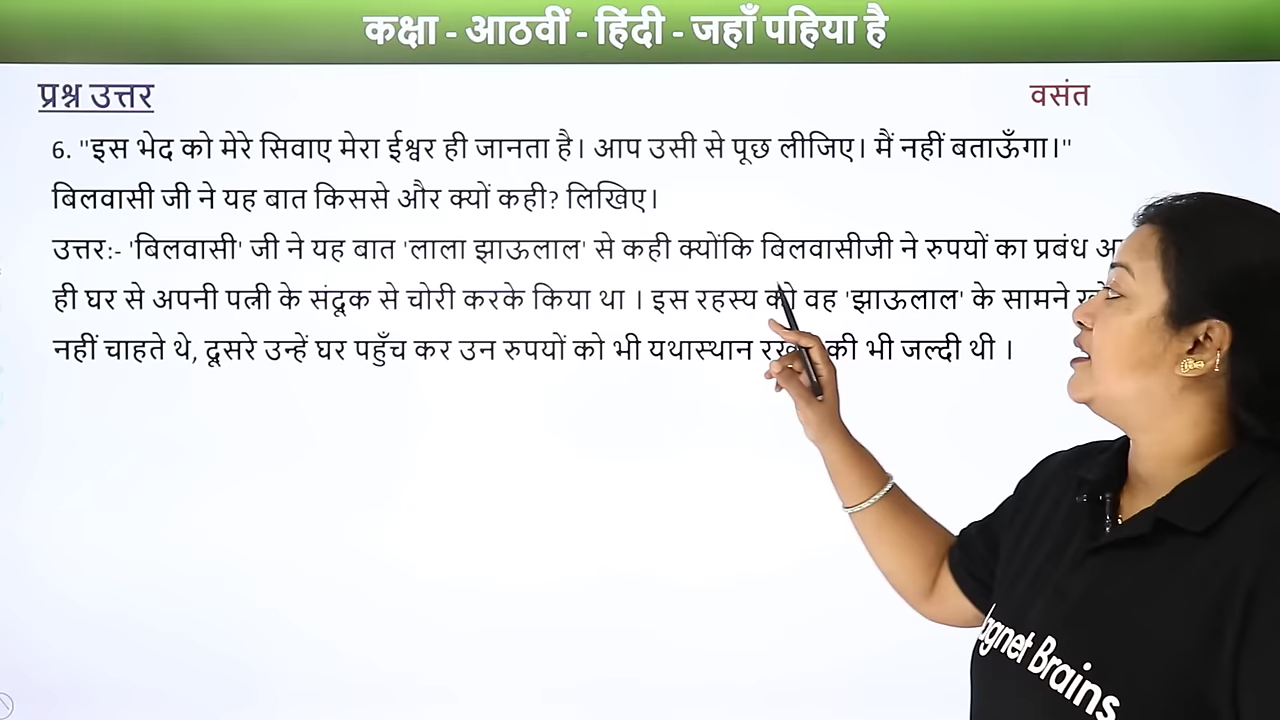 कक्षा - आठवीं - हिंदी - जहाँ पहिया है
प्रश्न उत्तर
वसंत
6. "इस भेद को मेरे सिवाए मेरा ईश्वर ही जानता है। आप उसी से पूछ लीजिए। मैं नहीं बताऊँगा।"
बिलवासी जी ने यह बात किससे और क्यों कही? लिखिए।
उत्तर:- 'बिलवासी' जी ने यह बात 'लाला झाऊलाल' से कही क्योंकि बिलवासीजी ने रुपयों का प्रबंध
ही घर से अपनी पत्नी के संदूक से चोरी करके किया था । इस रहस्य को वह 'झाऊलाल' के सामने
नहीं चाहते थे, दूसरे उन्हें घर पहुँच कर उन रुपयों को भी यथास्थान की भी जल्दी थी ।
agnet Brains